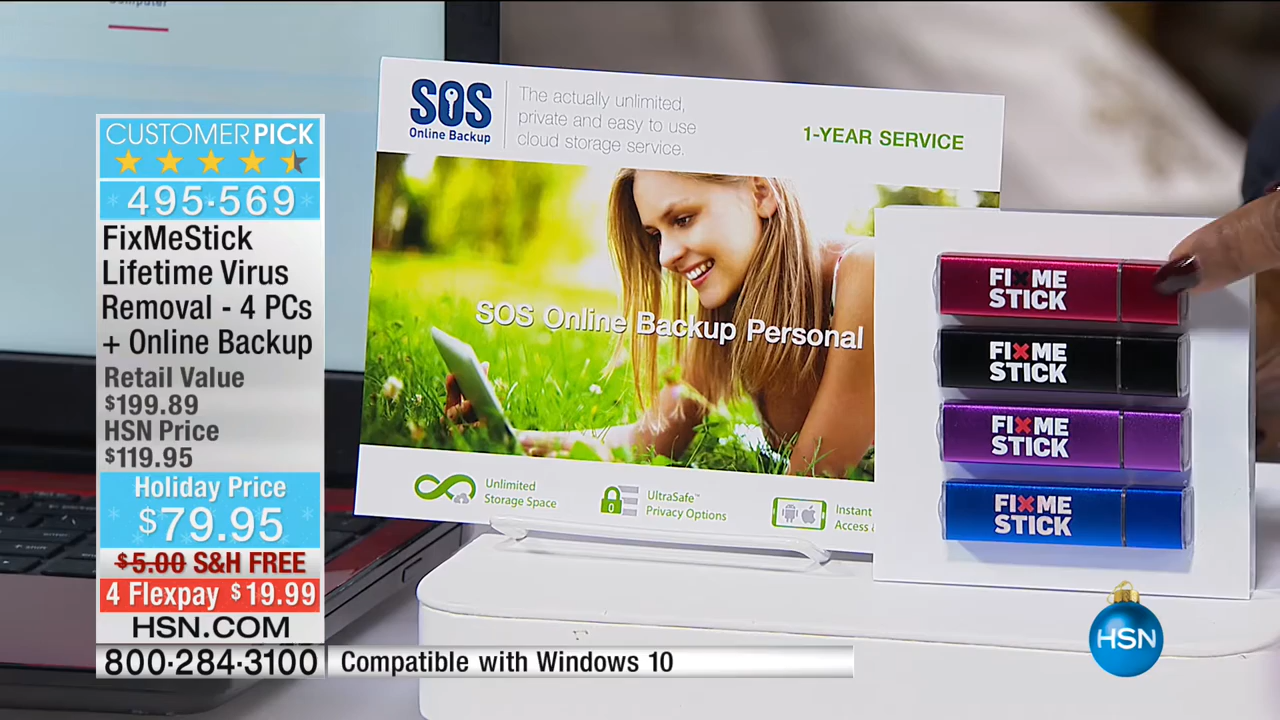 Computer
CUSTOMER PICK
495-569
FixMeStick
Lifetime Virus
Removal - 4 PCs
+ Online Backup
Retail Value
$199.89
HSN Price
$119.95
Holiday Price
$79.95
$5.00 S&H FREE
4 Flexpay $19.99
HSN.COM
800-284-3100
Compatible with Windows 10
SOS
Online Backup
The actually unlimited,
private and easy to use
cloud storage service.
1-YEAR SERVICE
SOS Online Backup Personal
Unlimited
Storage Space
UltraSafe™
Privacy Options
Instant
Access
FIXME
STICK
FIXME
STICK
FIXME
STICK
FIXME
STICK
HSN